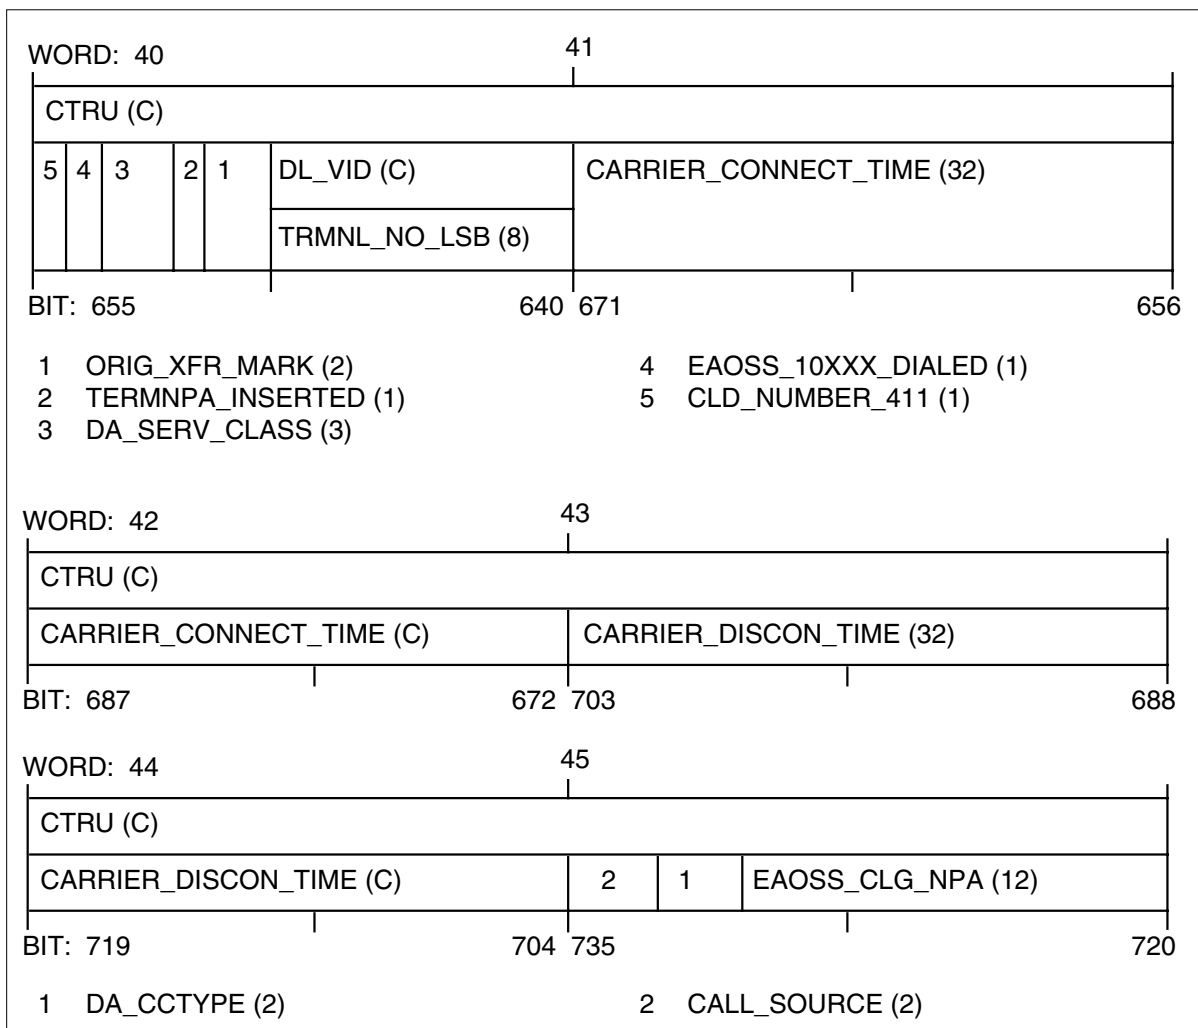 WORD: 40 41
CTRU (C)
5 4 3 2 1 DL_VID (C) CARRIER_CONNECT_TIME (32)
TRMNL_NO_LSB (8)
BIT: 655 640 671 656
1 ORIG_XFR_MARK (2) 4 EAOSS_10XXX_DIALED (1)
2 TERMNPA_INSERTED (1) 5 CLD_NUMBER_411 (1)
3 DA_SERV_CLASS (3)
WORD: 42 43
CTRU (C)
CARRIER_CONNECT_TIME (C) CARRIER_DISCON_TIME (32)
BIT: 687 672 703 688
WORD: 44 45
CTRU (C)
CARRIER_DISCON_TIME (C) 2 1 EAOSS_CLG_NPA (12)
BIT: 719 704 735 720
1 DA_CCTYPE (2) 2 CALL_SOURCE (2)